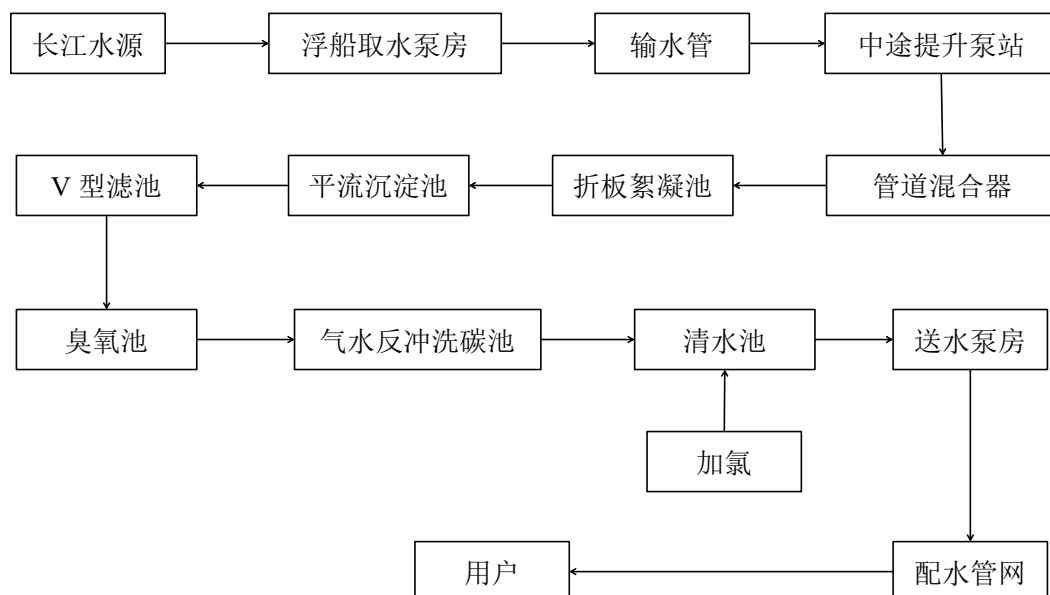 长江水源
浮船取水泵房
输水管
中途提升泵站
V 型滤池
平流沉淀池
折板絮凝池
管道混合器
臭氧池
气水反冲洗碳池
清水池
送水泵房
加氯
用户
配水管网